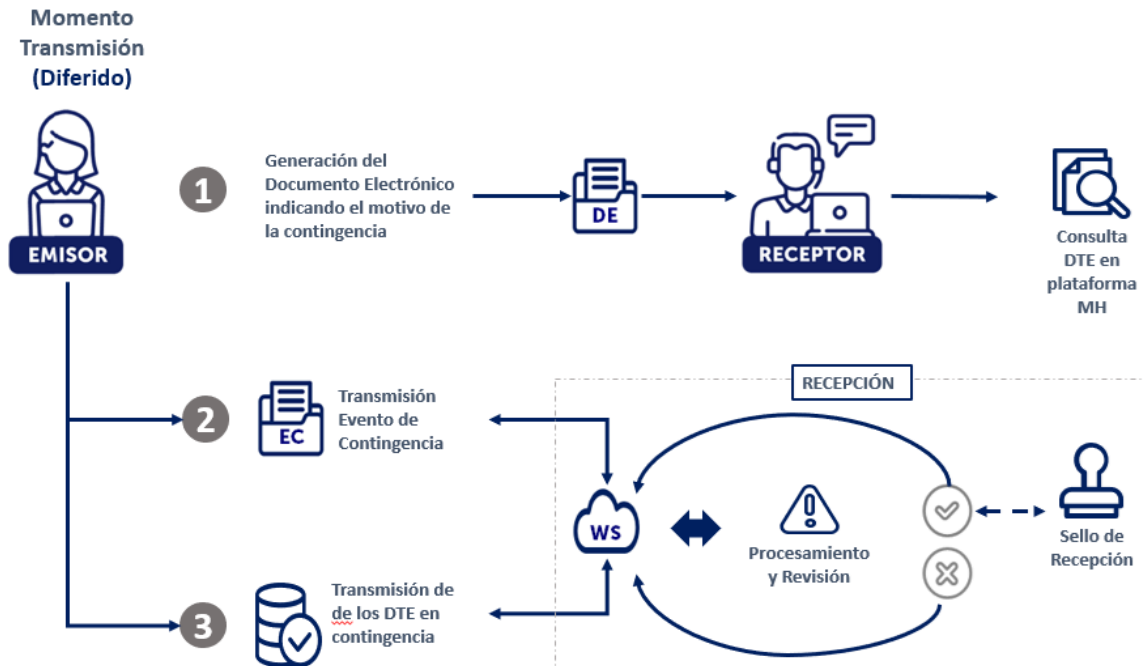 Momento
Transmisión
(Diferido)
EMISOR
1
Generación del
Documento Electrónico
indicando el motivo de
la contingencia
DE
RECEPTOR
Consulta
DTE en
plataforma
MH
2
EC
Transmisión
Evento de
Contingencia
RECEPCIÓN
WS
Procesamiento
y Revisión
Sello de
Recepción
3
Transmisión de
de los DTE en
contingencia